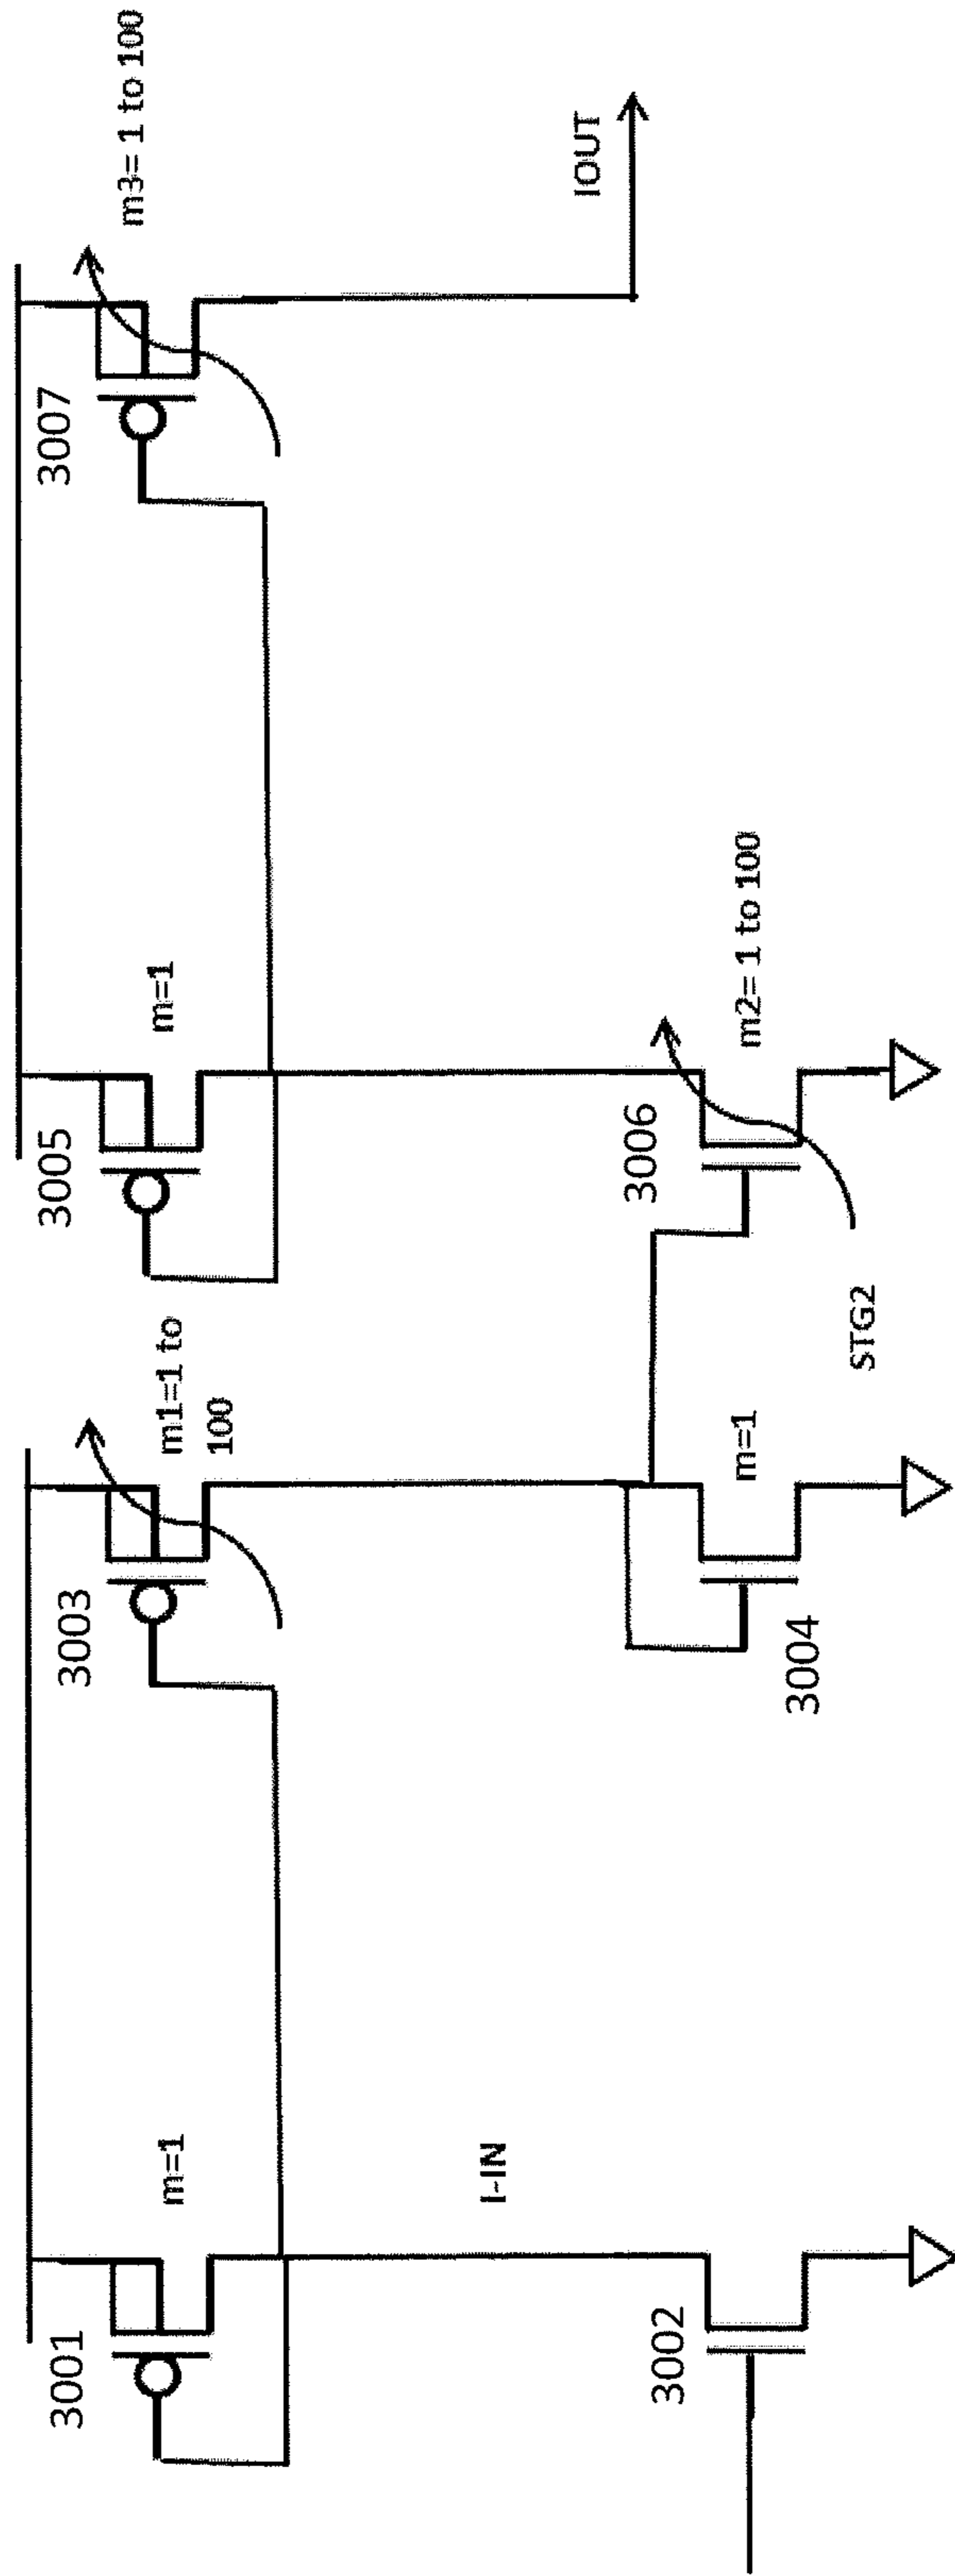 3001
m=1
3003
m1=1 to
100
3005
m=1
3007
m3= 1 to 100
I-IN
IOUT
3002
3004
m=1
3006
m2= 1 to 100
STG2